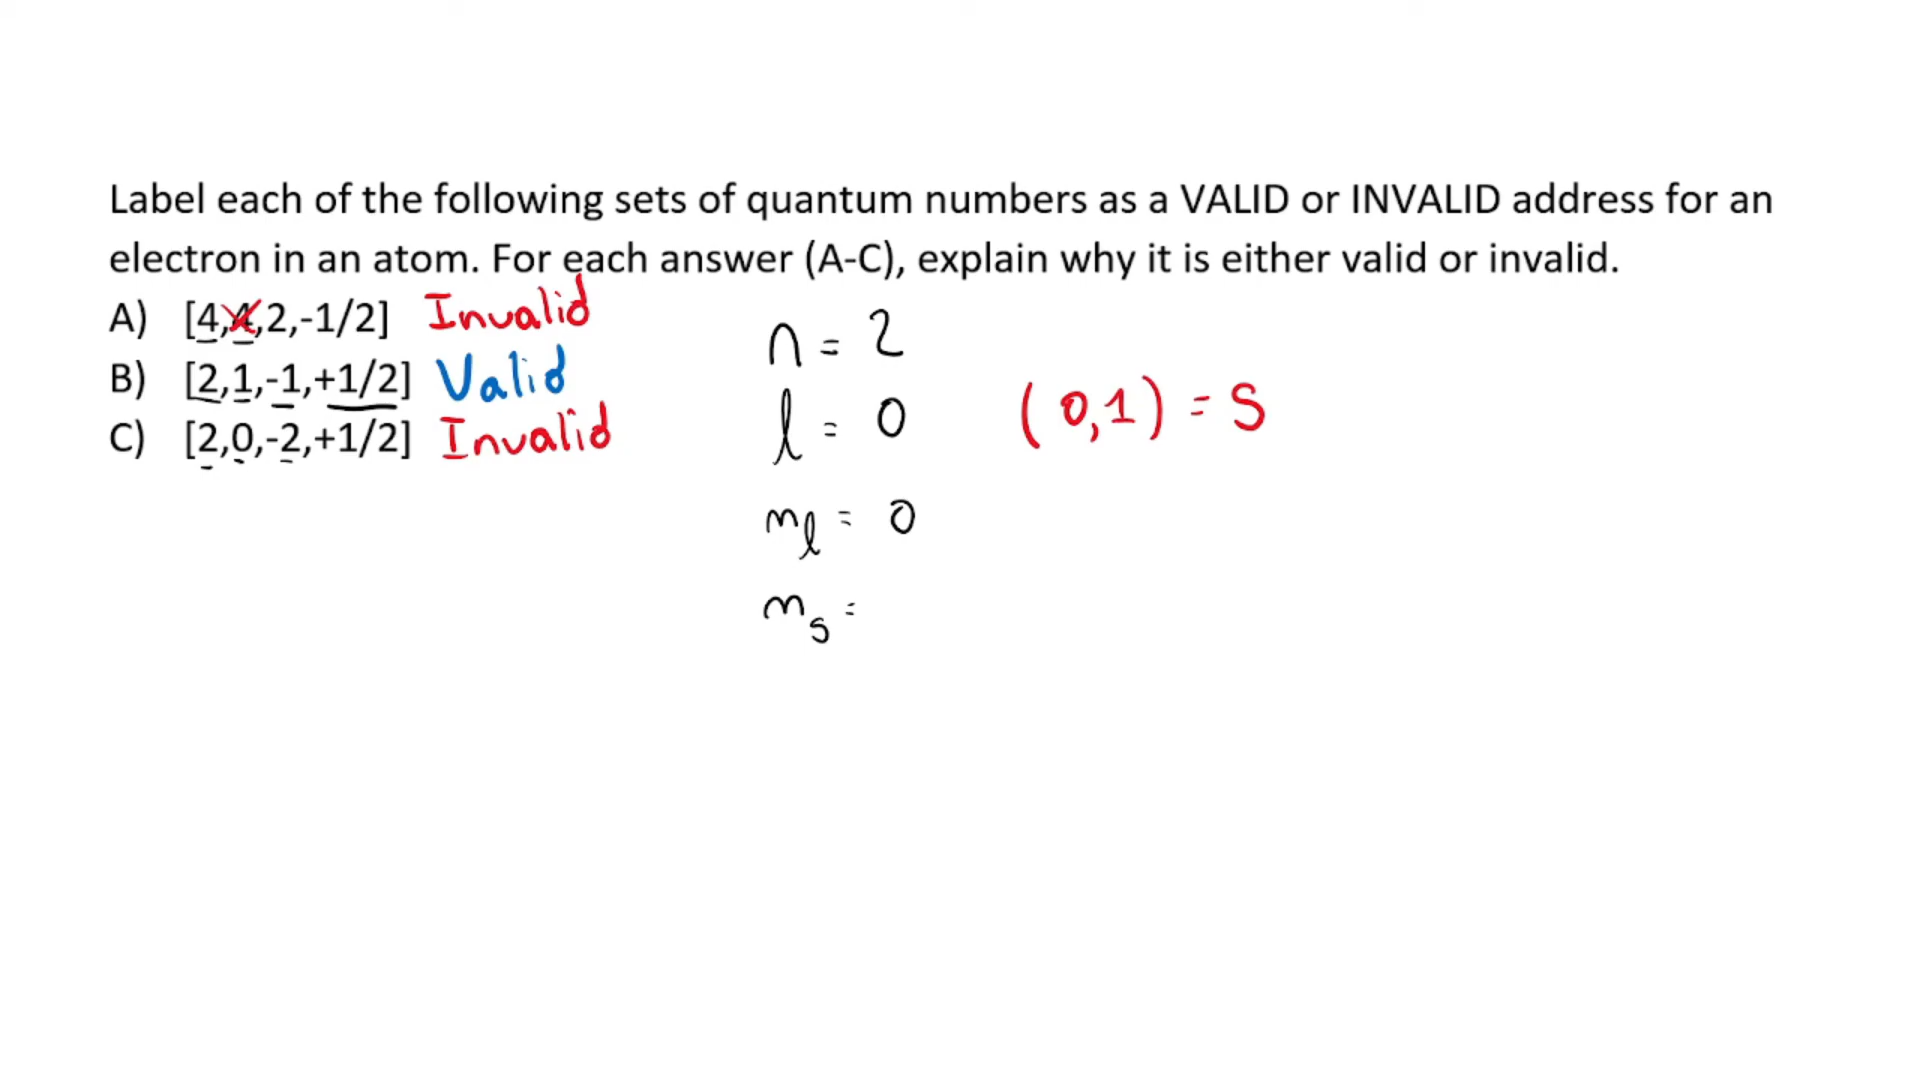 Label each of the following sets of quantum numbers as a VALID or INVALID address for an
electron in an atom. For each answer (A-C), explain why it is either valid or invalid.
A) [4,4,2,-1/2] Invalid
B) [2,1,-1,+1/2] Valid
C) [2,0,-2,+1/2] Invalid
n = 2
l = 0 (0,1) = S
ml = 0
ms =